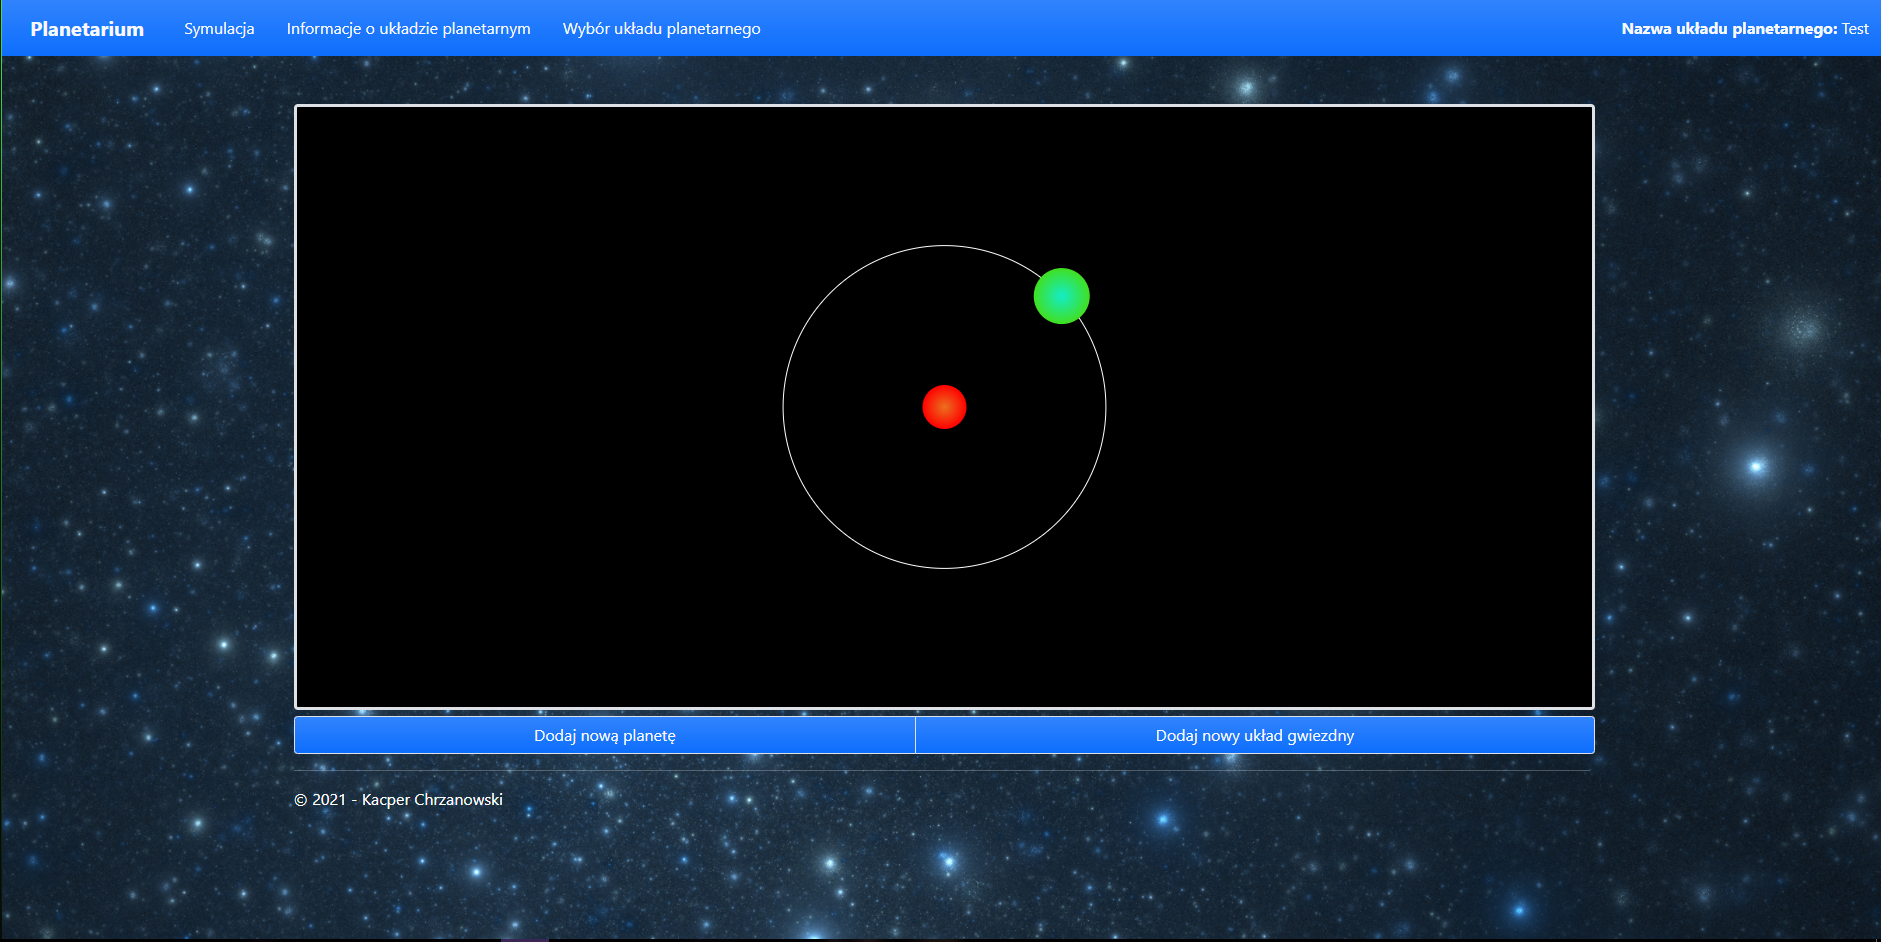 Planetarium Symulacja Informacje o układzie planetarnym Wybór układu planetarnego Nazwa układu planetarnego: Test
Dodaj nową planetę Dodaj nowy układ gwiezdny
© 2021 - Kacper Chrzanowski